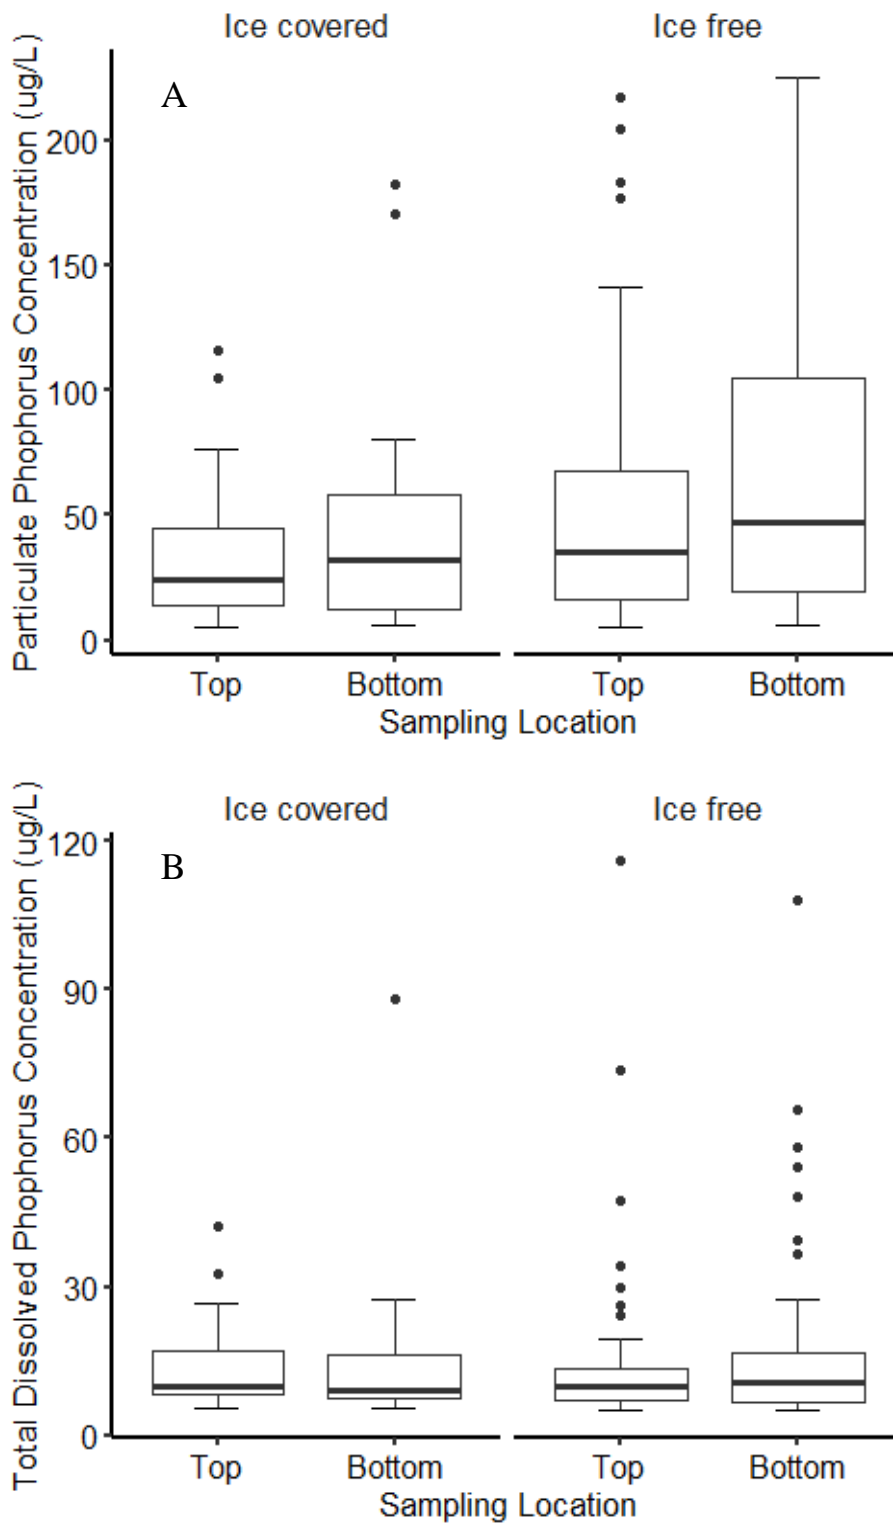 Ice covered
Ice free
A
Particulate Phophorus Concentration (ug/L)
200
150
100
50
0
Top
Bottom
Top
Bottom
Sampling Location
Ice covered
Ice free
B
Total Dissolved Phophorus Concentration (ug/L)
120
90
60
30
0
Top
Bottom
Top
Bottom
Sampling Location